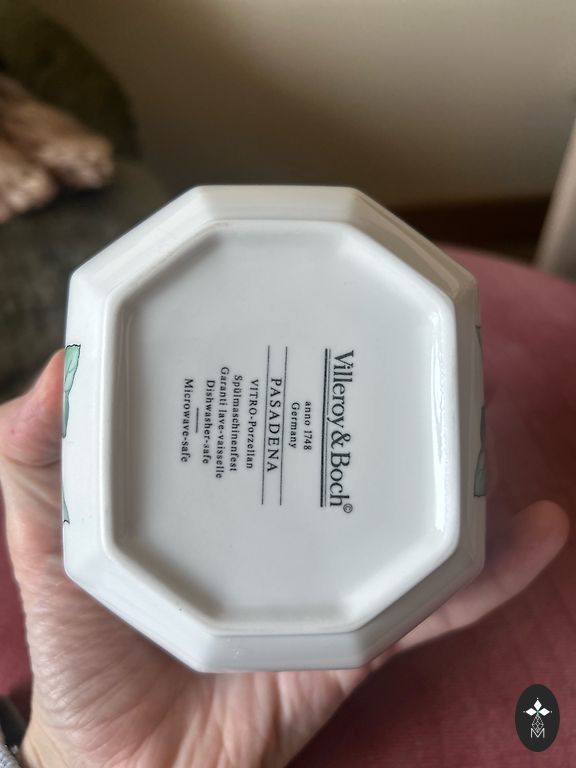 Villeroy & Boch©
anno 1748
Germany
PASADENA
VITRO-Porzellan
Spülmaschinenfest
Garanti lave-vaisselle
Dishwasher-safe
Microwave-safe
M